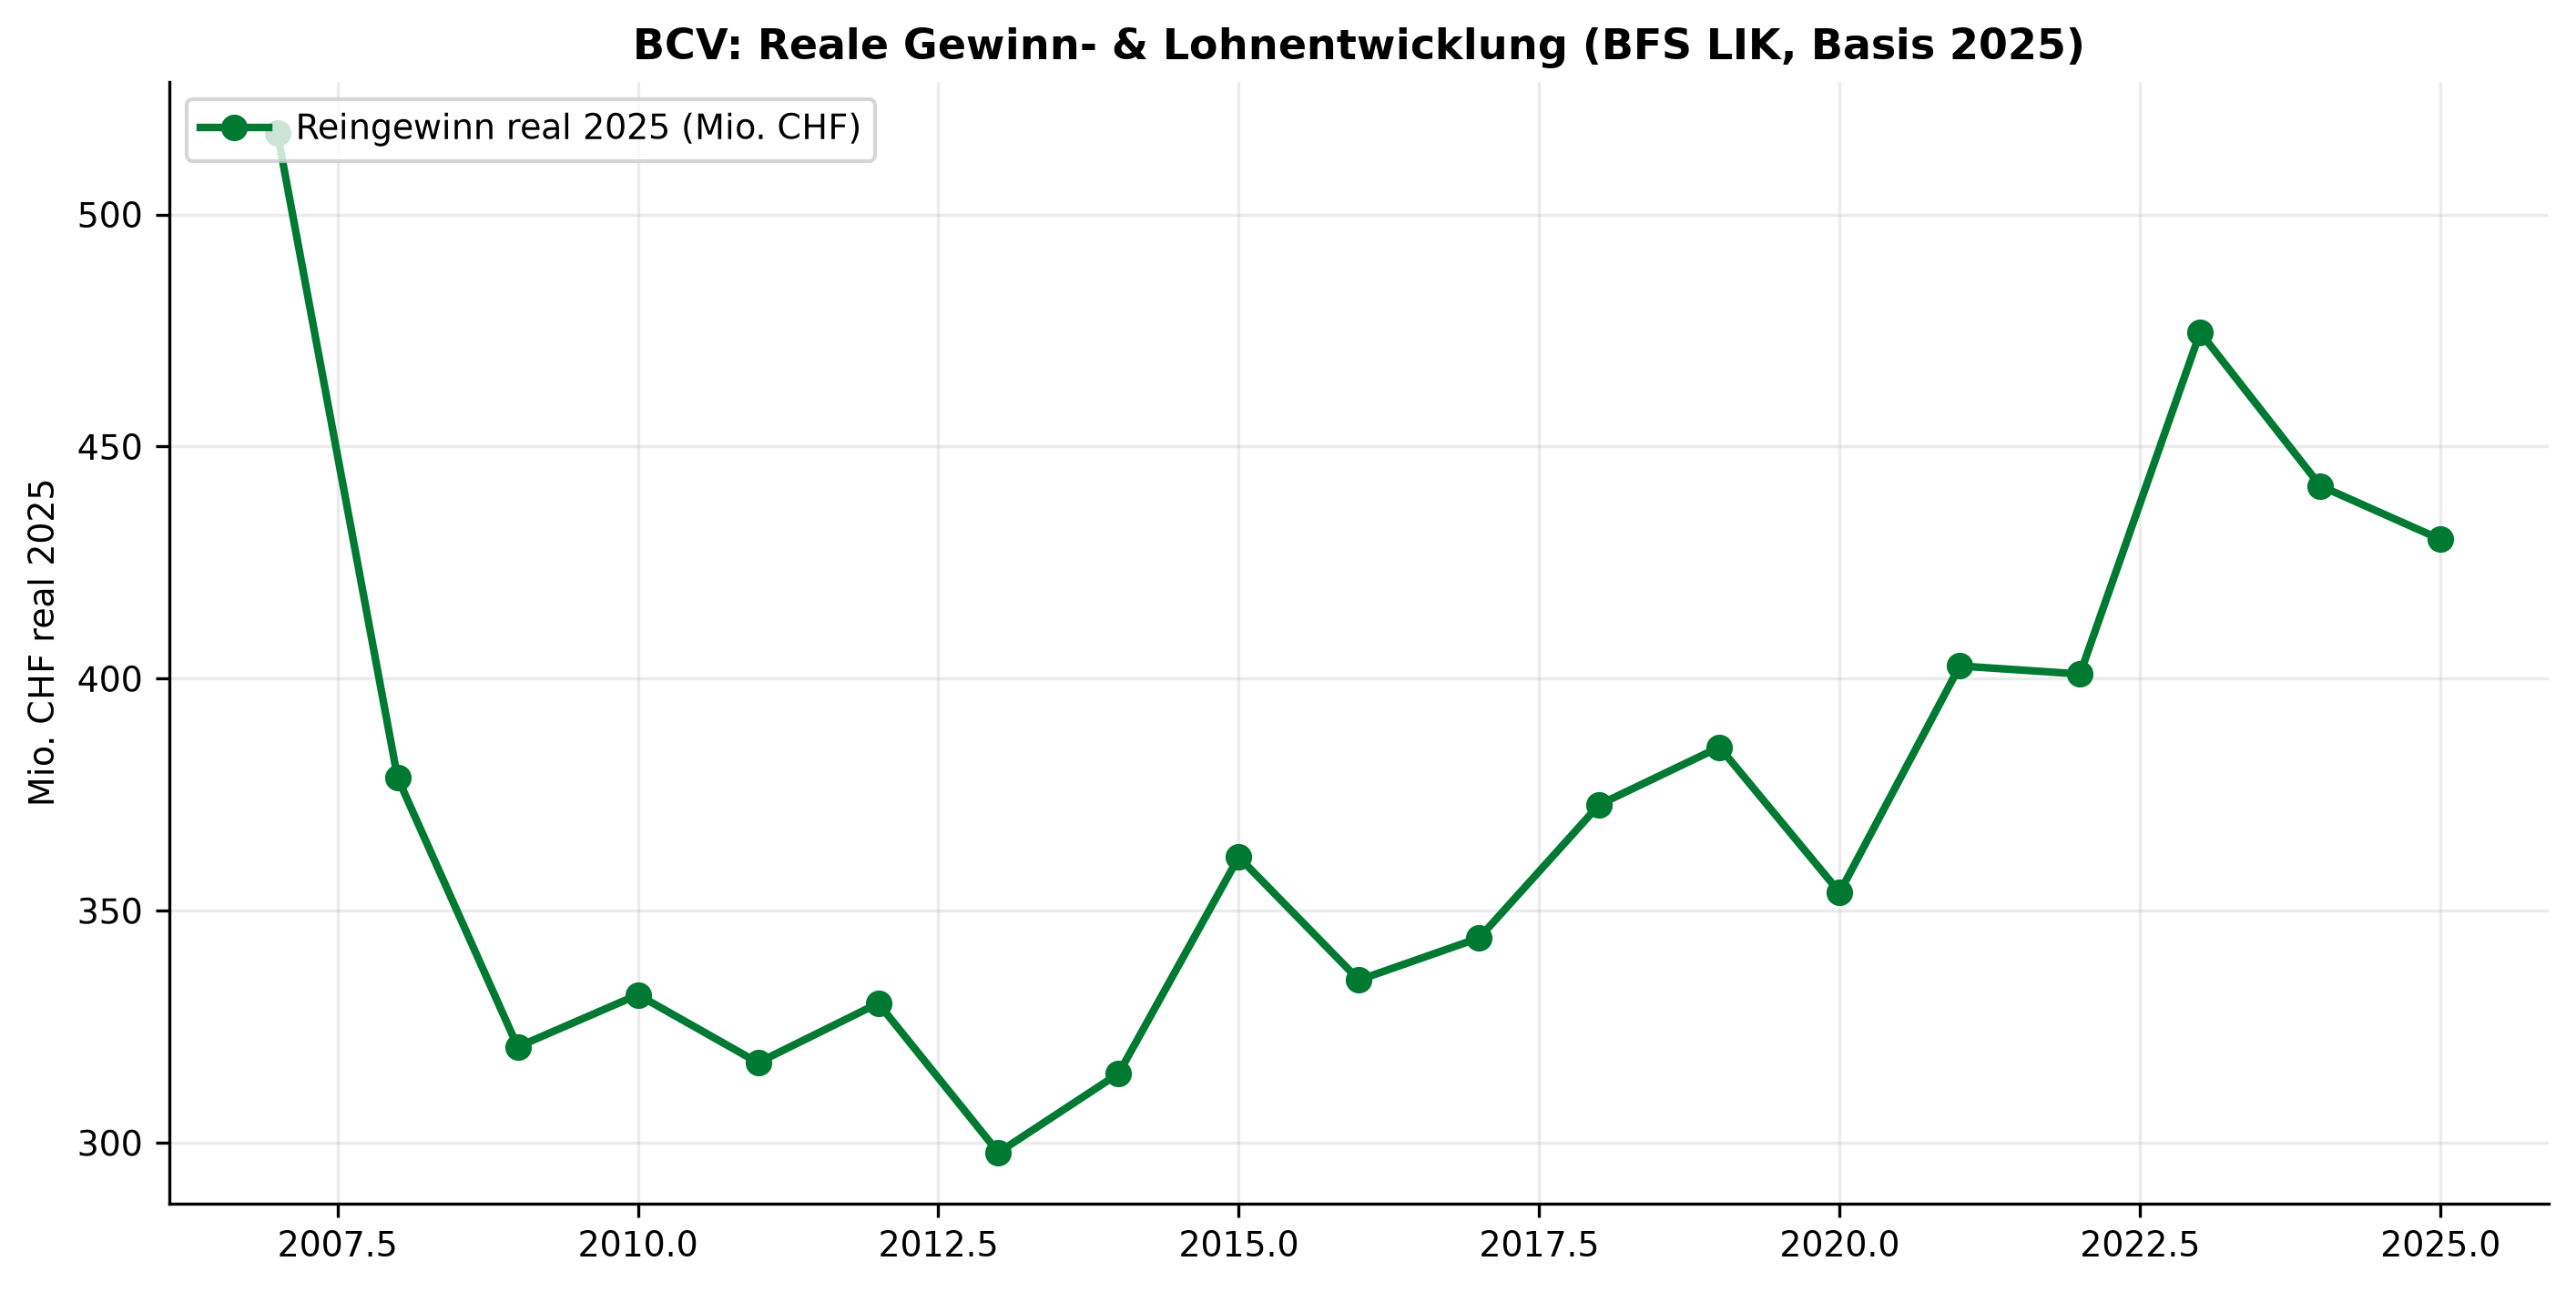 BCV: Reale Gewinn- & Lohnentwicklung (BFS LIK, Basis 2025)
Reingewinn real 2025 (Mio. CHF)
Mio. CHF real 2025
500
450
400
350
300
2007.5 2010.0 2012.5 2015.0 2017.5 2020.0 2022.5 2025.0